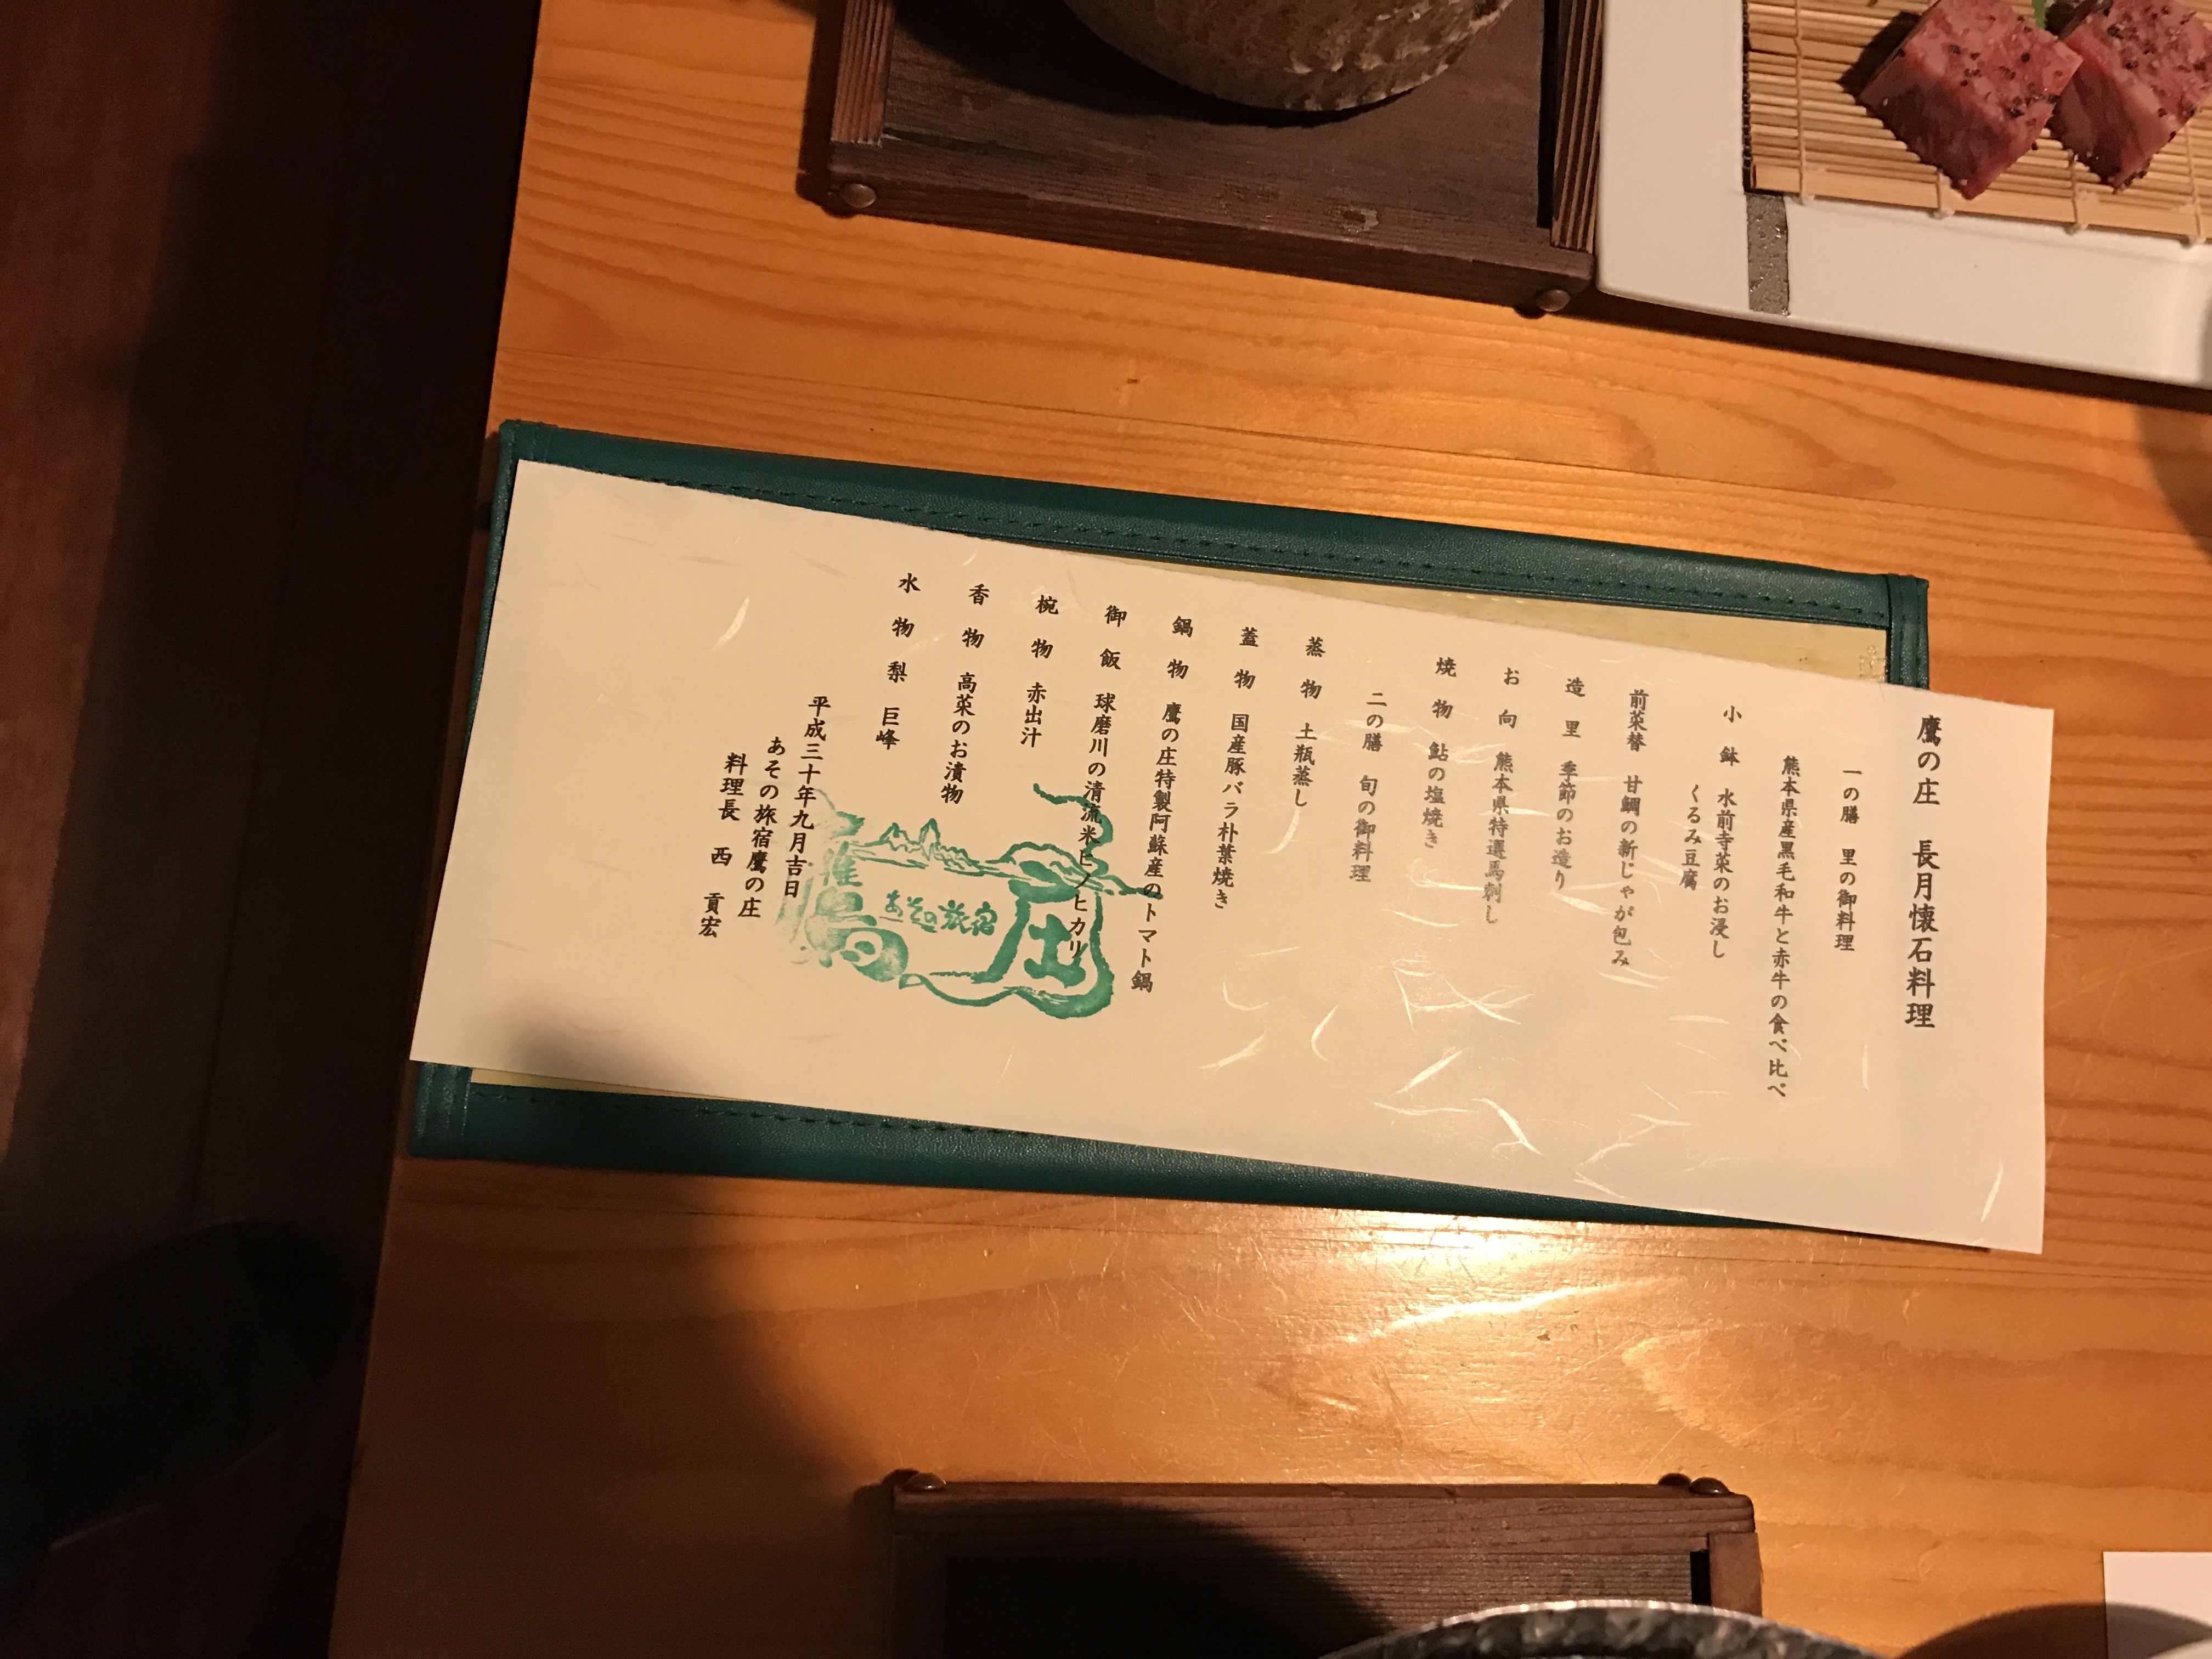 鷹の庄　長月懐石料理
一の膳　里の御料理
熊本県産黒毛和牛と赤牛の食べ比べ
小鉢　水前寺菜のお浸し
くるみ豆腐
前菜替　甘鯛の新じゃが包み
造里　季節のお造り
お向　熊本県特選馬刺し
焼物　鮎の塩焼き
二の膳　旬の御料理
蒸物　土瓶蒸し
蓋物　国産豚バラ朴葉焼き
鍋物　鷹の庄特製阿蘇産のトマト鍋
御飯　球磨川の清流米ヒノヒカリ
椀物　赤出汁
香物　高菜のお漬物
水物　梨　巨峰
平成三十年九月吉日
あその旅宿鷹の庄
料理長　西　貢宏
あその旅宿
庄